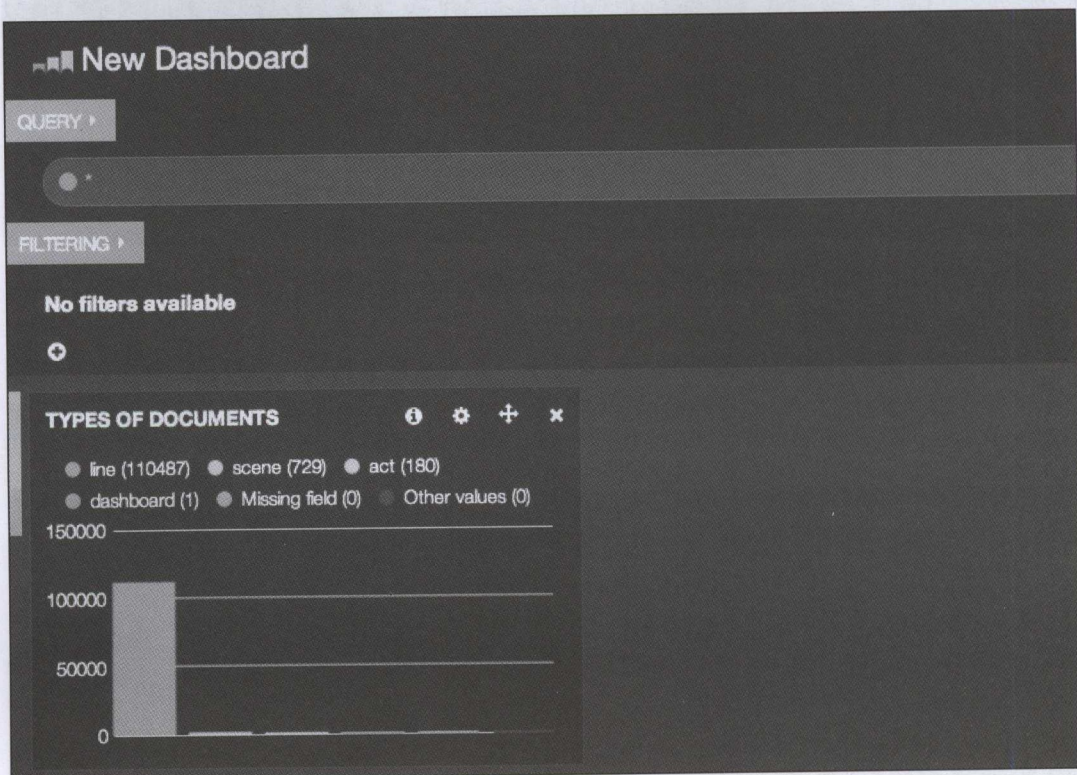 New Dashboard
QUERY
*
FILTERING
No filters available
TYPES OF DOCUMENTS
line (110487) scene (729) act (180)
dashboard (1) Missing field (0) Other values (0)
150000
100000
50000
0